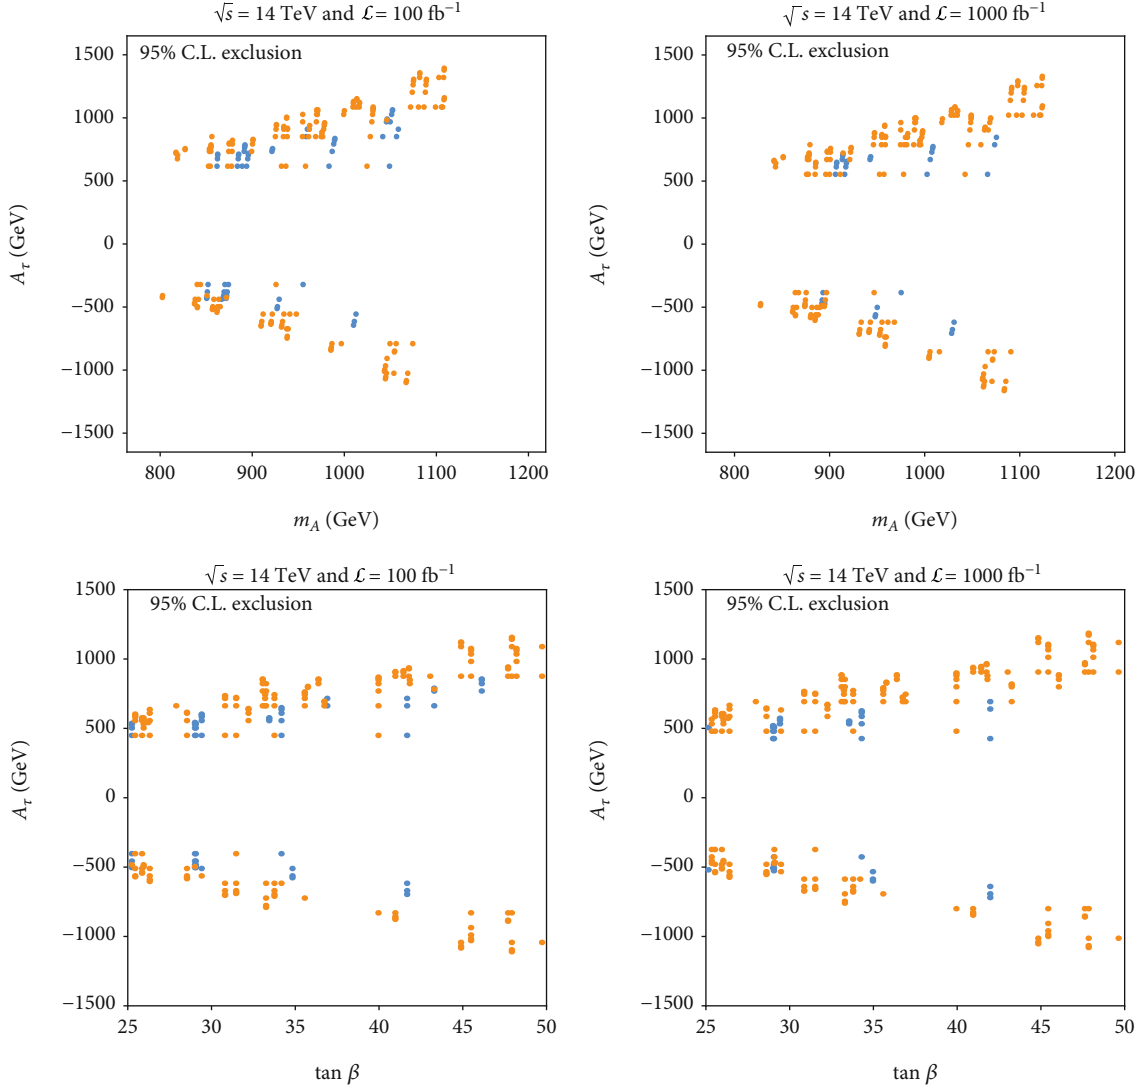 √s = 14 TeV and ℒ = 100 fb⁻¹
95% C.L. exclusion
1500
1000
500
0
−500
−1000
−1500
A_τ (GeV)
800 900 1000 1100 1200
m_A (GeV)
√s = 14 TeV and ℒ = 1000 fb⁻¹
95% C.L. exclusion
1500
1000
500
0
−500
−1000
−1500
A_τ (GeV)
800 900 1000 1100 1200
m_A (GeV)
√s = 14 TeV and ℒ = 100 fb⁻¹
95% C.L. exclusion
1500
1000
500
0
−500
−1000
−1500
A_τ (GeV)
25 30 35 40 45 50
tan β
√s = 14 TeV and ℒ = 1000 fb⁻¹
95% C.L. exclusion
1500
1000
500
0
−500
−1000
−1500
A_τ (GeV)
25 30 35 40 45 50
tan β